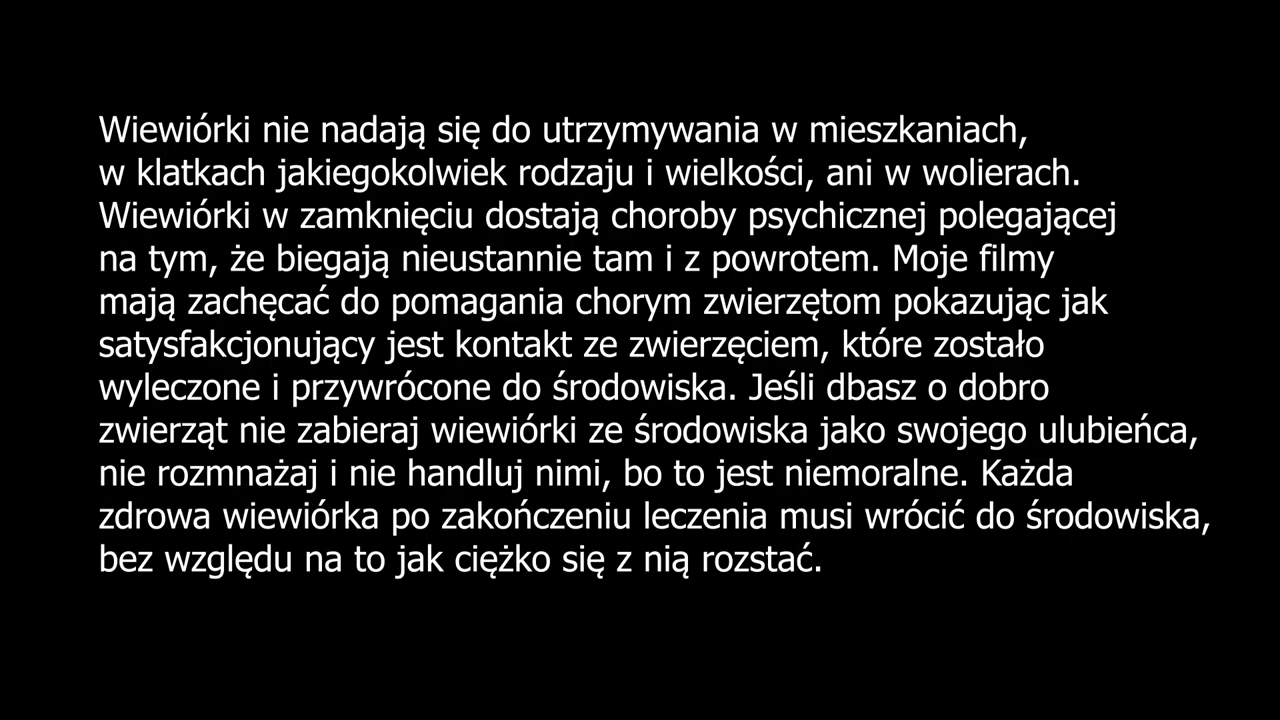 Wiewiórki nie nadają się do utrzymywania w mieszkaniach,
w klatkach jakiegokolwiek rodzaju i wielkości, ani w wolierach.
Wiewiórki w zamknięciu dostają choroby psychicznej polegającej
na tym, że biegają nieustannie tam i z powrotem. Moje filmy
mają zachęcać do pomagania chorym zwierzętom pokazując jak
satysfakcjonujący jest kontakt ze zwierzęciem, które zostało
wyleczone i przywrócone do środowiska. Jeśli dbasz o dobro
zwierząt nie zabieraj wiewiórki ze środowiska jako swojego ulubieńca,
nie rozmnażaj i nie handluj nimi, bo to jest niemoralne. Każda
zdrowa wiewiórka po zakończeniu leczenia musi wrócić do środowiska,
bez względu na to jak ciężko się z nią rozstać.